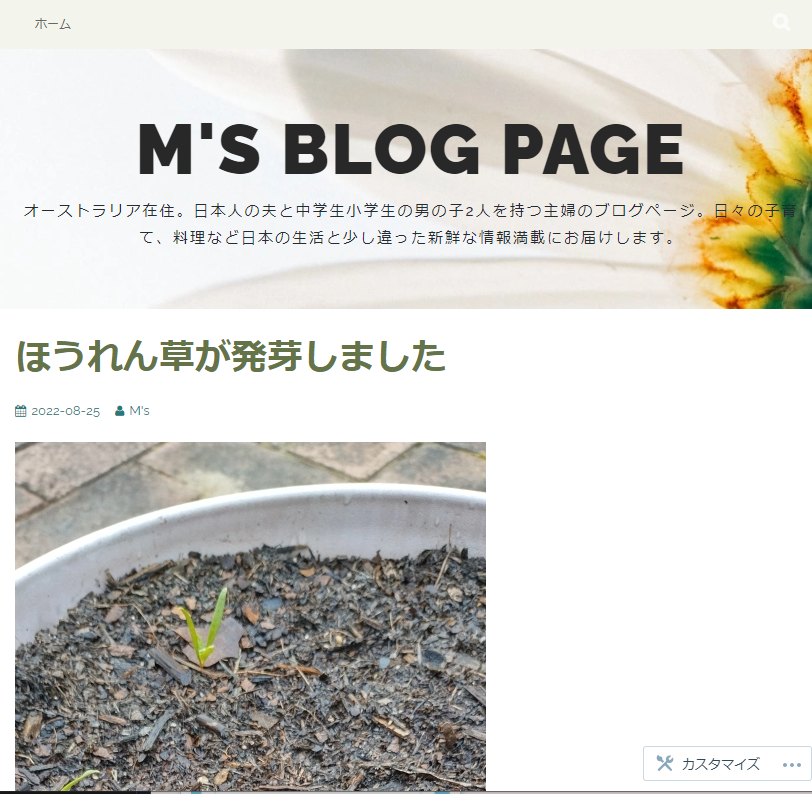 ホーム
M'S BLOG PAGE
オーストラリア在住。日本人の夫と中学生小学生の男の子2人を持つ主婦のブログページ。日々の子育
て、料理など日本の生活と少し違った新鮮な情報満載にお届けします。
ほうれん草が発芽しました
2022-08-25 M's
カスタマイズ